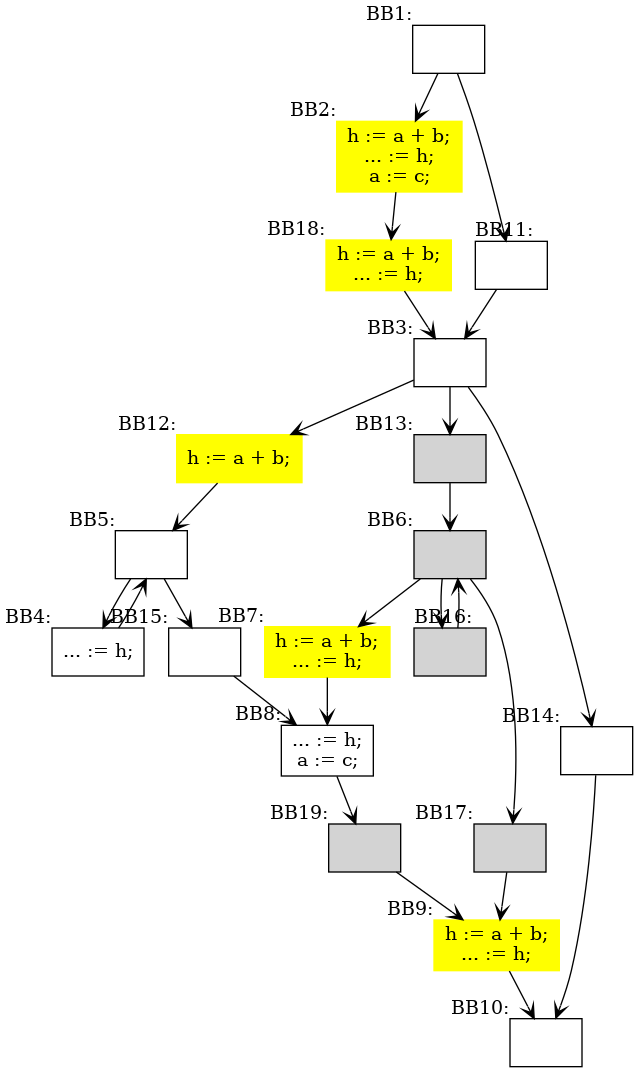 BB1:
BB2:
h := a + b;
... := h;
a := c;
BB18:
h := a + b;
... := h;
BB11:
BB3:
BB12:
h := a + b;
BB13:
BB5:
BB6:
BB4:
... := h;
BB15:
BB7:
h := a + b;
... := h;
BB16:
BB8:
... := h;
a := c;
BB14:
BB19:
BB17:
BB9:
h := a + b;
... := h;
BB10: